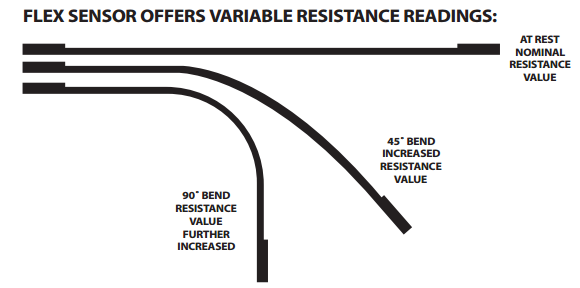 FLEX SENSOR OFFERS VARIABLE RESISTANCE READINGS:
AT REST
NOMINAL
RESISTANCE
VALUE
45˚ BEND
INCREASED
RESISTANCE
VALUE
90˚ BEND
RESISTANCE
VALUE
FURTHER
INCREASED